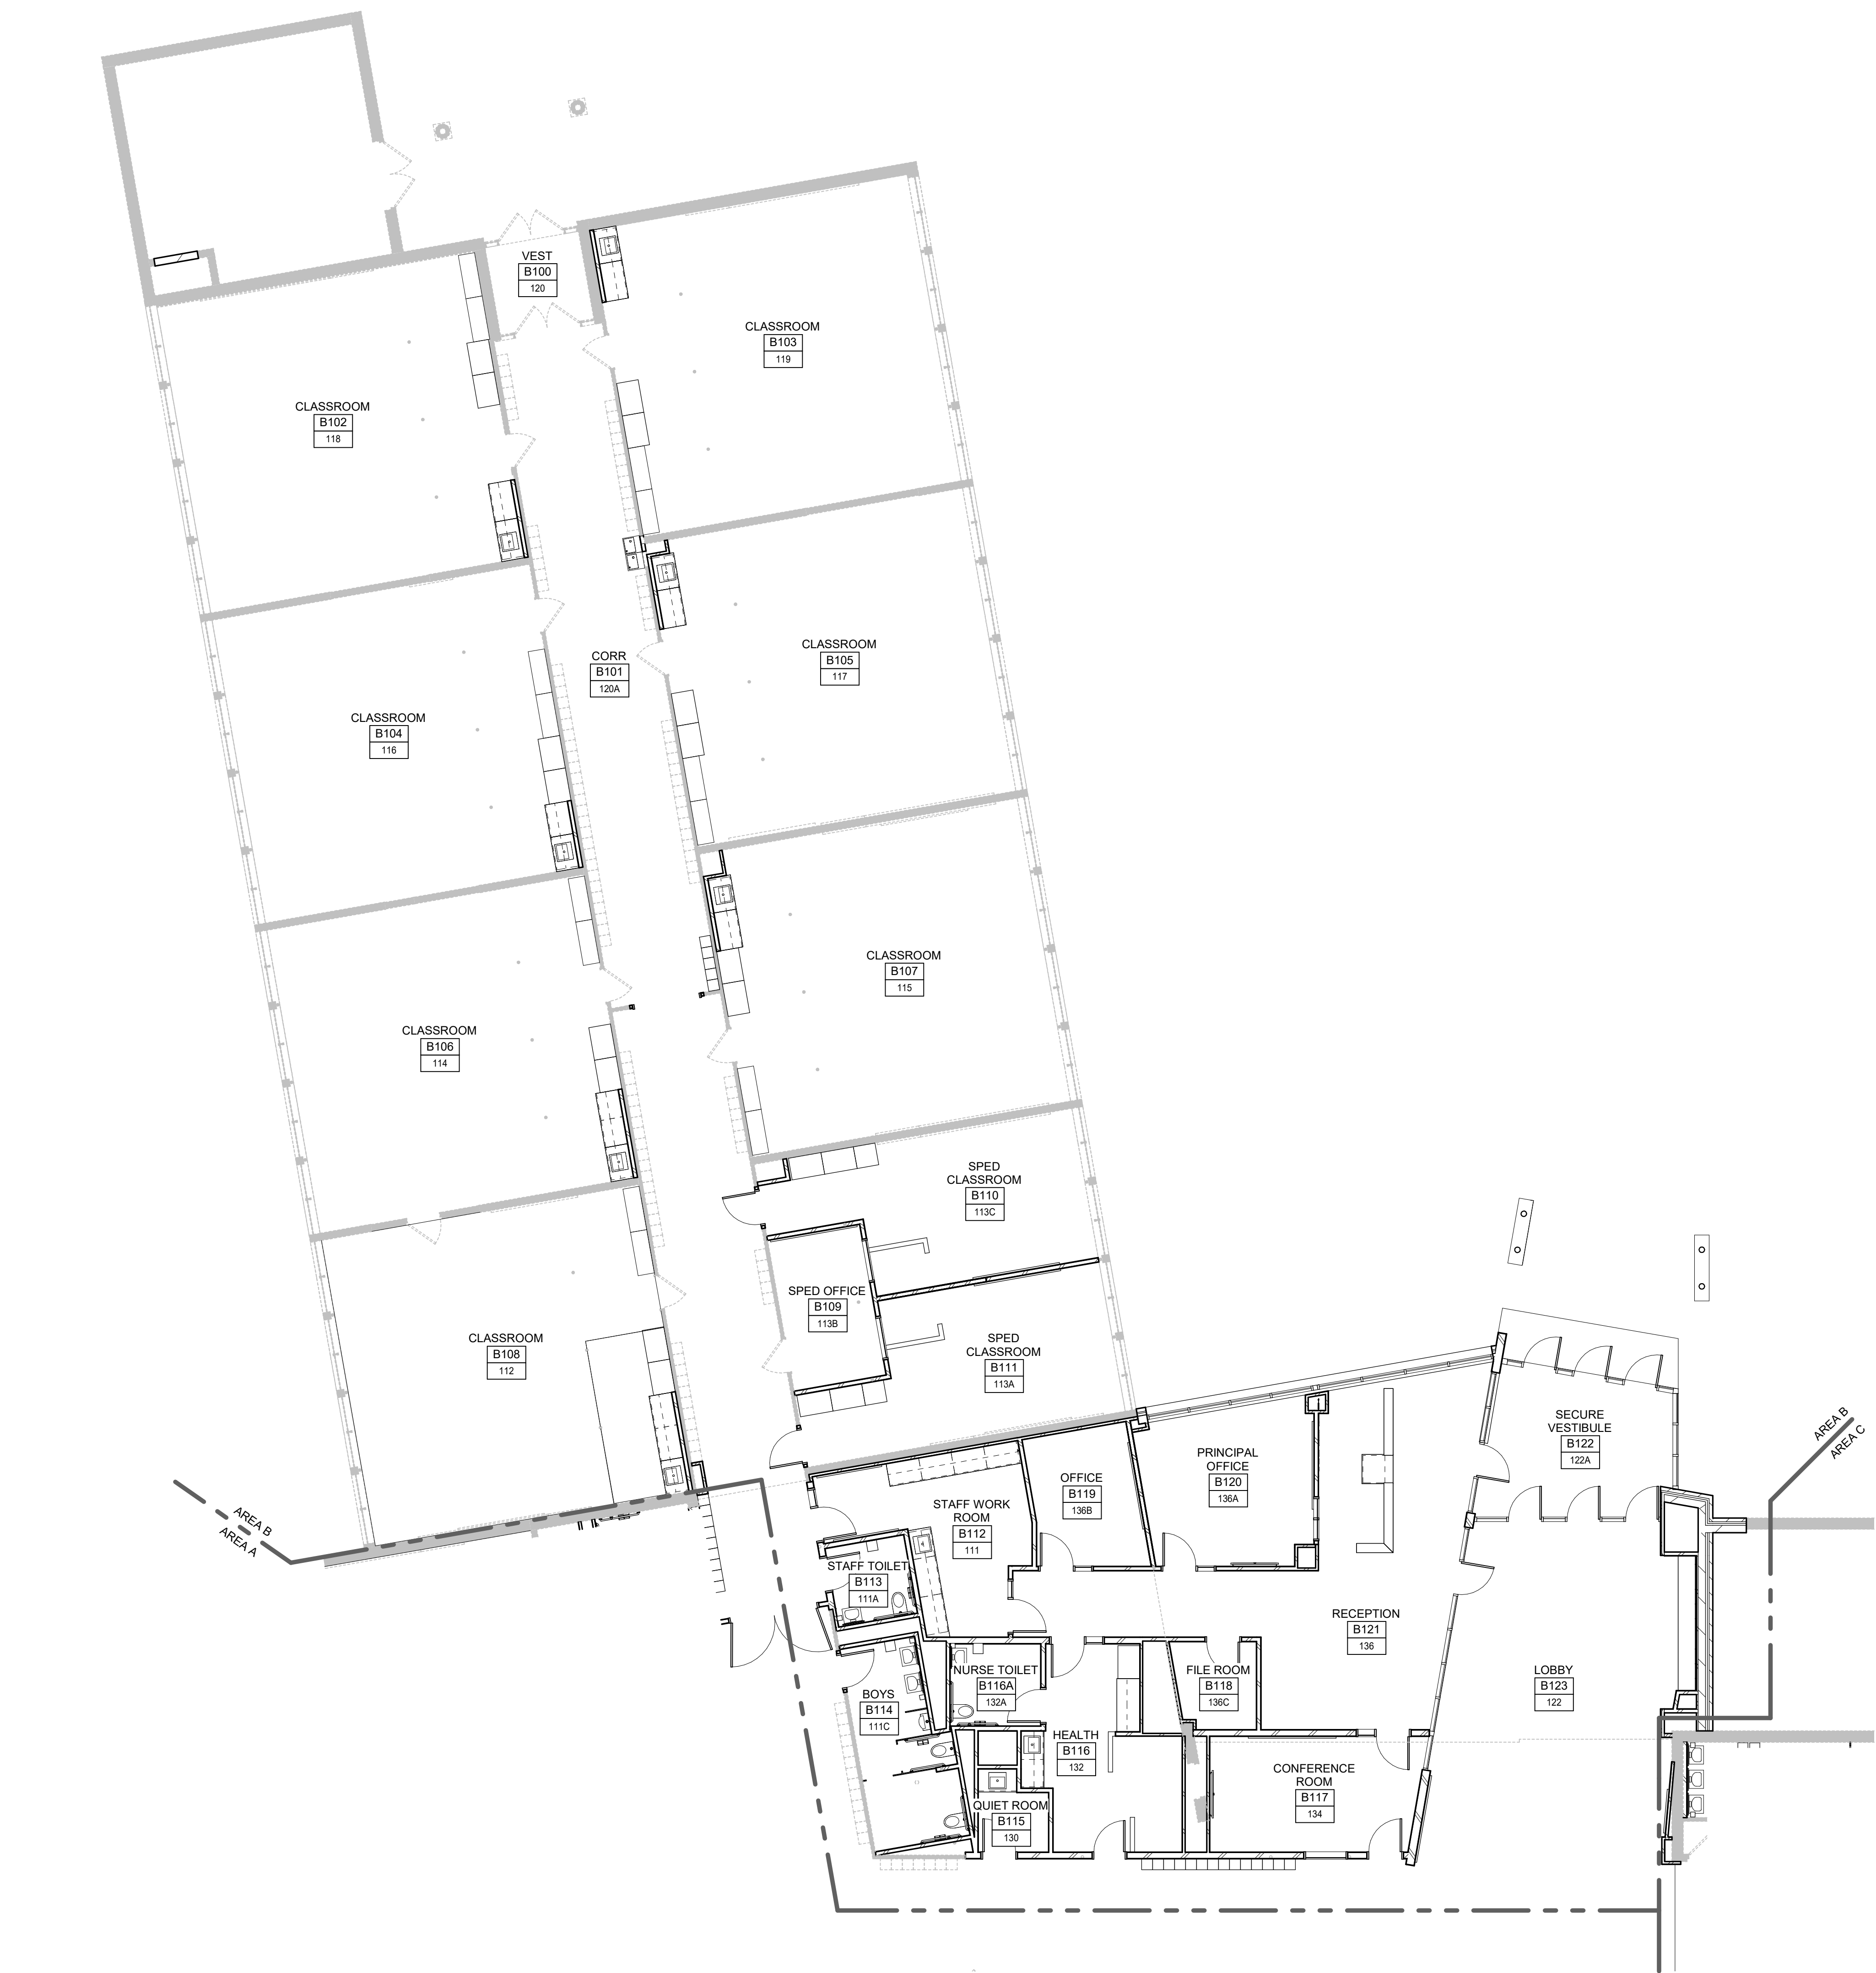 VEST
B100
120
CLASSROOM
B103
119
CLASSROOM
B102
118
CLASSROOM
B105
117
CORR
B101
120A
CLASSROOM
B104
116
CLASSROOM
B107
115
CLASSROOM
B106
114
SPED
CLASSROOM
B110
113C
SPED OFFICE
B109
113B
CLASSROOM
B108
112
SPED
CLASSROOM
B111
113A
SECURE
VESTIBULE
B122
122A
AREA B
AREA C
PRINCIPAL
OFFICE
B120
136A
OFFICE
B119
136B
STAFF WORK
ROOM
B112
111
AREA B
AREA A
STAFF TOILET
B113
111A
RECEPTION
B121
136
NURSE TOILET
B116A
132A
FILE ROOM
B118
136C
LOBBY
B123
122
BOYS
B114
111C
HEALTH
B116
132
CONFERENCE
ROOM
B117
134
QUIET ROOM
B115
130